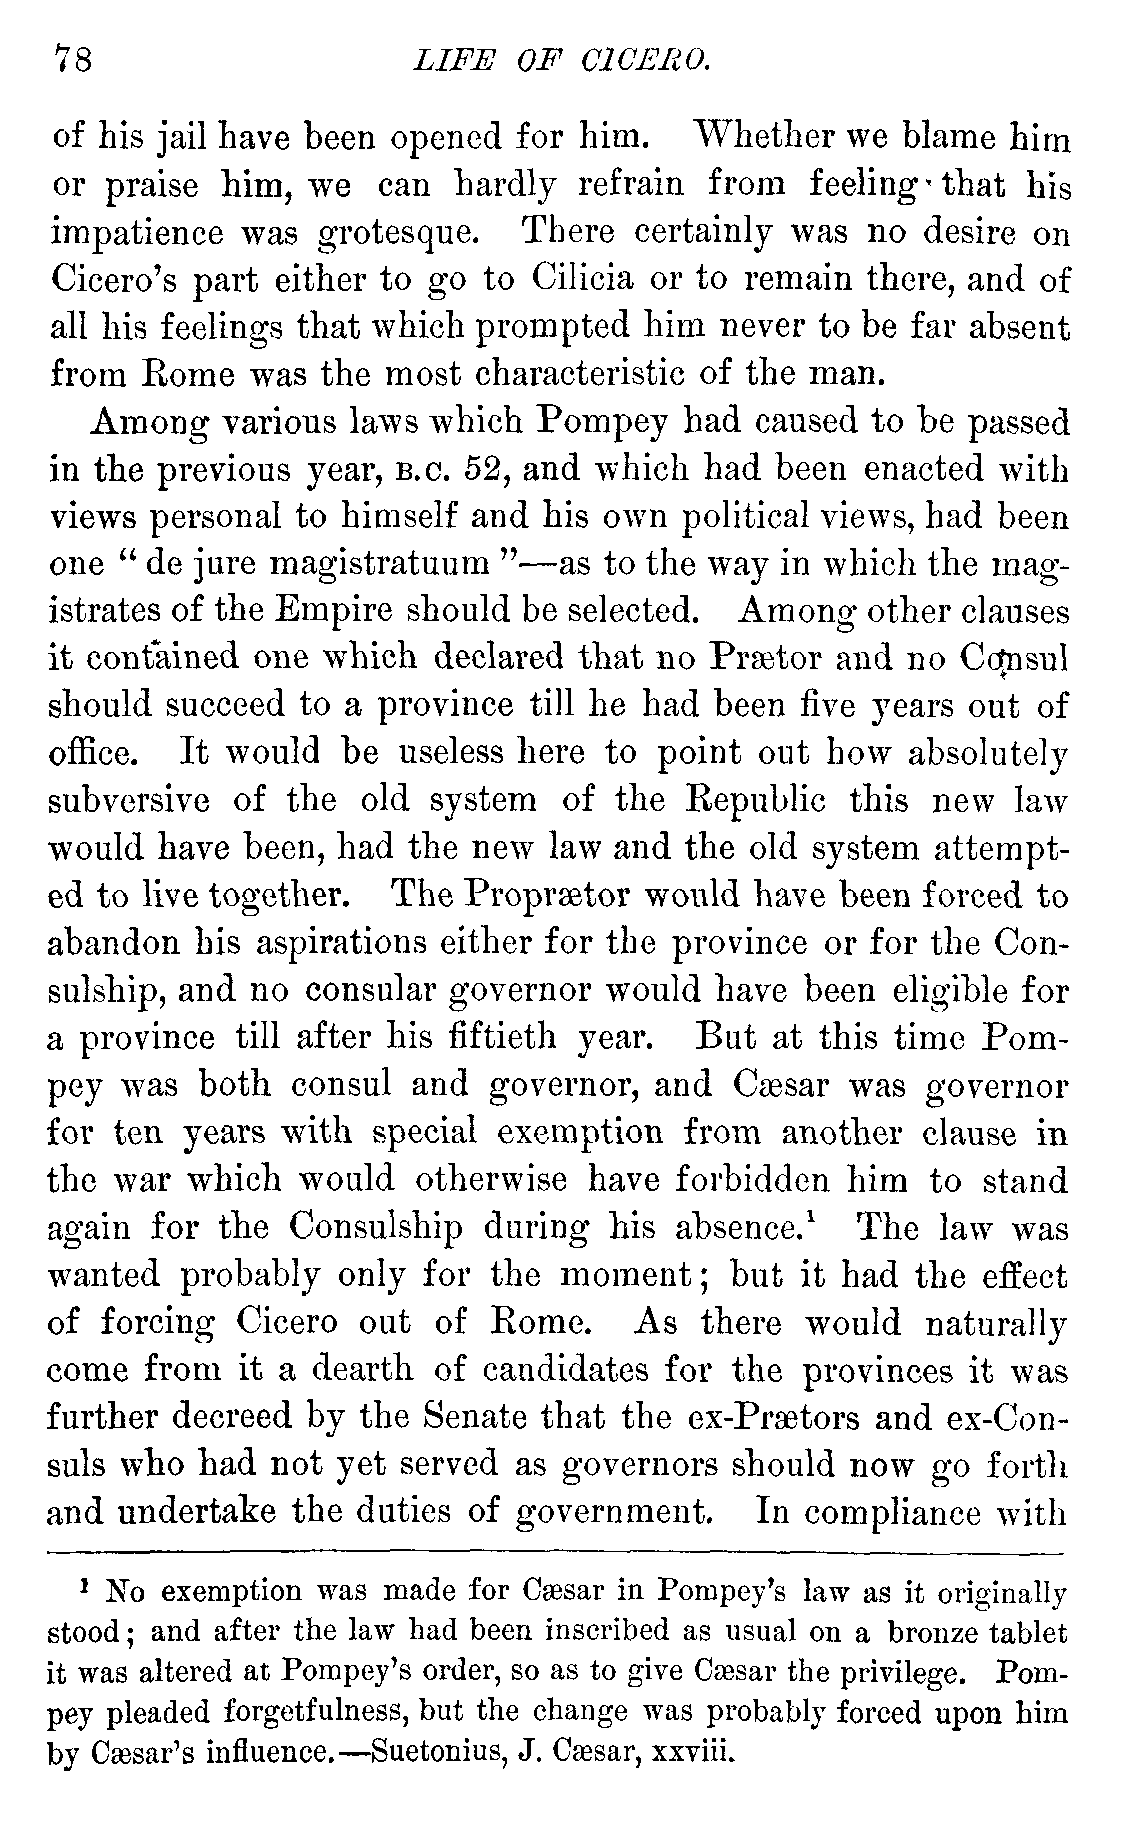 78 LIFE OF CICERO.
of his jail have been opened for him. Whether we blame him
or praise him, we can hardly refrain from feeling that his
impatience was grotesque. There certainly was no desire on
Cicero's part either to go to Cilicia or to remain there, and of
all his feelings that which prompted him never to be far absent
from Rome was the most characteristic of the man.
Among various laws which Pompey had caused to be passed
in the previous year, B.C. 52, and which had been enacted with
views personal to himself and his own political views, had been
one “ de jure magistratuum ”—as to the way in which the mag-
istrates of the Empire should be selected. Among other clauses
it contained one which declared that no Prætor and no Consul
should succeed to a province till he had been five years out of
office. It would be useless here to point out how absolutely
subversive of the old system of the Republic this new law
would have been, had the new law and the old system attempt-
ed to live together. The Proprætor would have been forced to
abandon his aspirations either for the province or for the Con-
sulship, and no consular governor would have been eligible for
a province till after his fiftieth year. But at this time Pom-
pey was both consul and governor, and Cæsar was governor
for ten years with special exemption from another clause in
the war which would otherwise have forbidden him to stand
again for the Consulship during his absence.¹ The law was
wanted probably only for the moment; but it had the effect
of forcing Cicero out of Rome. As there would naturally
come from it a dearth of candidates for the provinces it was
further decreed by the Senate that the ex-Prætors and ex-Con-
suls who had not yet served as governors should now go forth
and undertake the duties of government. In compliance with
¹ No exemption was made for Cæsar in Pompey's law as it originally
stood; and after the law had been inscribed as usual on a bronze tablet
it was altered at Pompey's order, so as to give Cæsar the privilege. Pom-
pey pleaded forgetfulness, but the change was probably forced upon him
by Cæsar's influence.—Suetonius, J. Cæsar, xxviii.